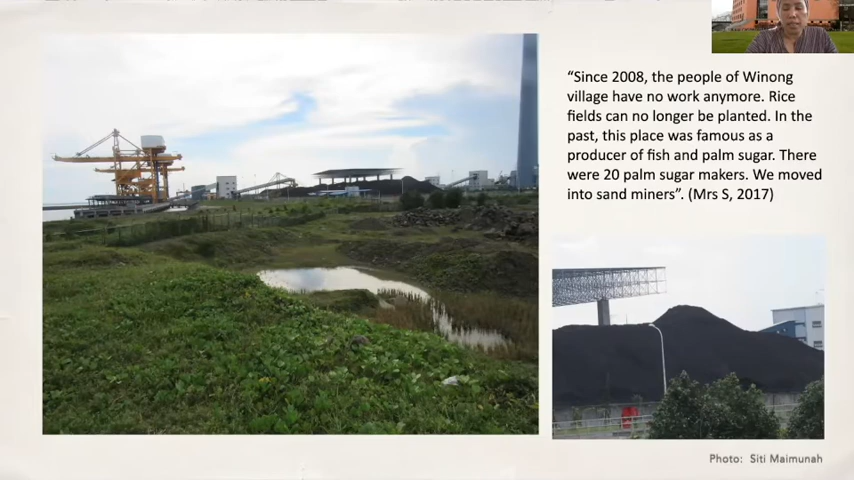 “Since 2008, the people of Winong
village have no work anymore. Rice
fields can no longer be planted. In the
past, this place was famous as a
producer of fish and palm sugar. There
were 20 palm sugar makers. We moved
into sand miners”. (Mrs S, 2017)
Photo: Siti Maimunah